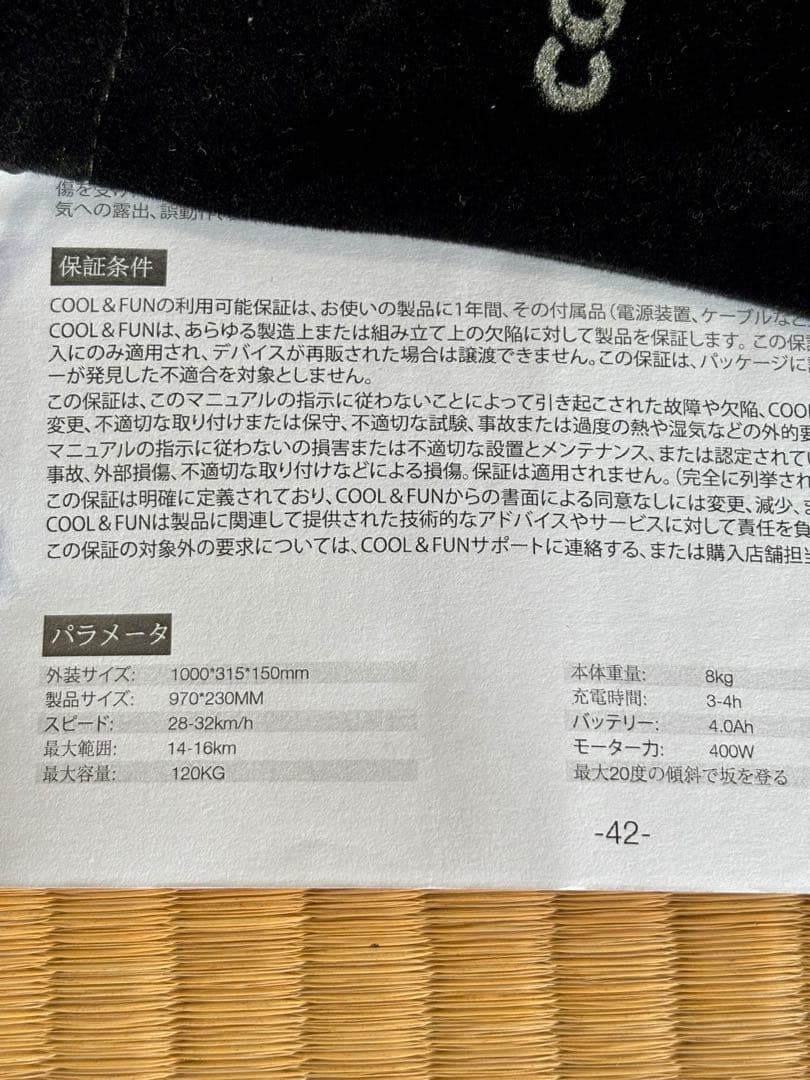 CO
傷を受け
気への露出、誤動作、
保証条件
COOL＆FUNの利用可能保証は、お使いの製品に1年間、その付属品（電源装置、ケーブルなど
COOL＆FUNは、あらゆる製造上または組み立て上の欠陥に対して製品を保証します。この保
入にのみ適用され、デバイスが再販された場合は譲渡できません。この保証は、パッケージに
ーが発見した不適合を対象としません。
この保証は、このマニュアルの指示に従わないことによって引き起こされた故障や欠陥、COO
変更、不適切な取り付けまたは保守、不適切な試験、事故または過度の熱や湿気などの外的要
マニュアルの指示に従わないの損害または不適切な設置とメンテナンス、または認定されてい
事故、外部損傷、不適切な取り付けなどによる損傷。保証は適用されません。（完全に列挙され
この保証は明確に定義されており、COOL＆FUNからの書面による同意なしには変更、減少、ま
COOL＆FUNは製品に関連して提供された技術的なアドバイスやサービスに対して責任を負
この保証の対象外の要求については、COOL＆FUNサポートに連絡する、または購入店舗担当
パラメータ
外装サイズ: 1000*315*150mm 本体重量: 8kg
製品サイズ: 970*230MM 充電時間: 3-4h
スピード: 28-32km/h バッテリー: 4.0Ah
最大範囲: 14-16km モーター力: 400W
最大容量: 120KG 最大20度の傾斜で坂を登る
-42-